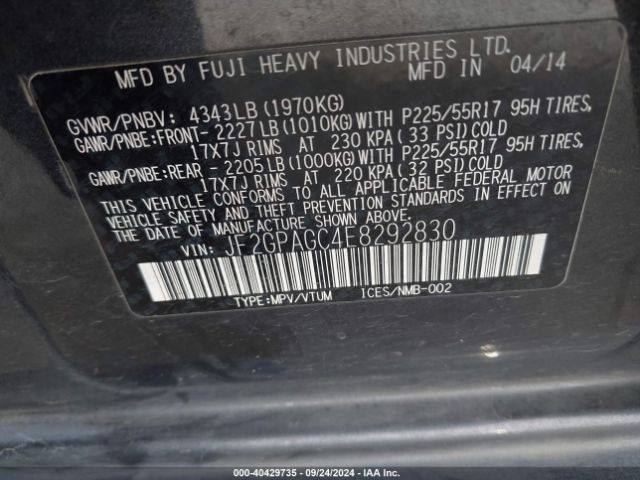 MFD BY FUJI HEAVY INDUSTRIES LTD.
MFD IN 04/14
GVWR/PNBV: 4343LB(1970KG)
GAWR/PNBE:FRONT-2227LB(1010KG)WITH P225/55R17 95H TIRES,
17X7J RIMS AT 230 KPA(33 PSI)COLD
GAWR/PNBE:REAR -2205LB(1000KG)WITH P225/55R17 95H TIRES,
17X7J RIMS AT 220 KPA(32 PSI)COLD
THIS VEHICLE CONFORMS TO ALL APPLICABLE FEDERAL MOTOR
VEHICLE SAFETY AND THEFT PREVENTION STANDARDS IN EFFECT ON
THE DATE OF MANUFACTURE SHOWN ABOVE.
VIN: JF2GPAGC4E8292830
TYPE:MPV/VTUM ICES/NMB-002
000-40429735 - 09/24/2024 - IAA Inc.